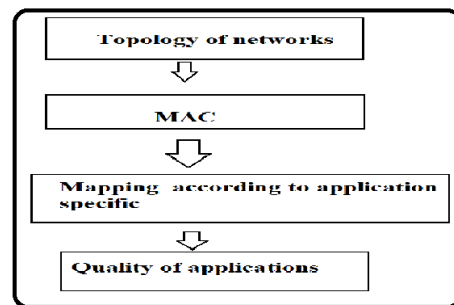 Topology of networks
MAC
Mapping according to application
specific
Quality of applications